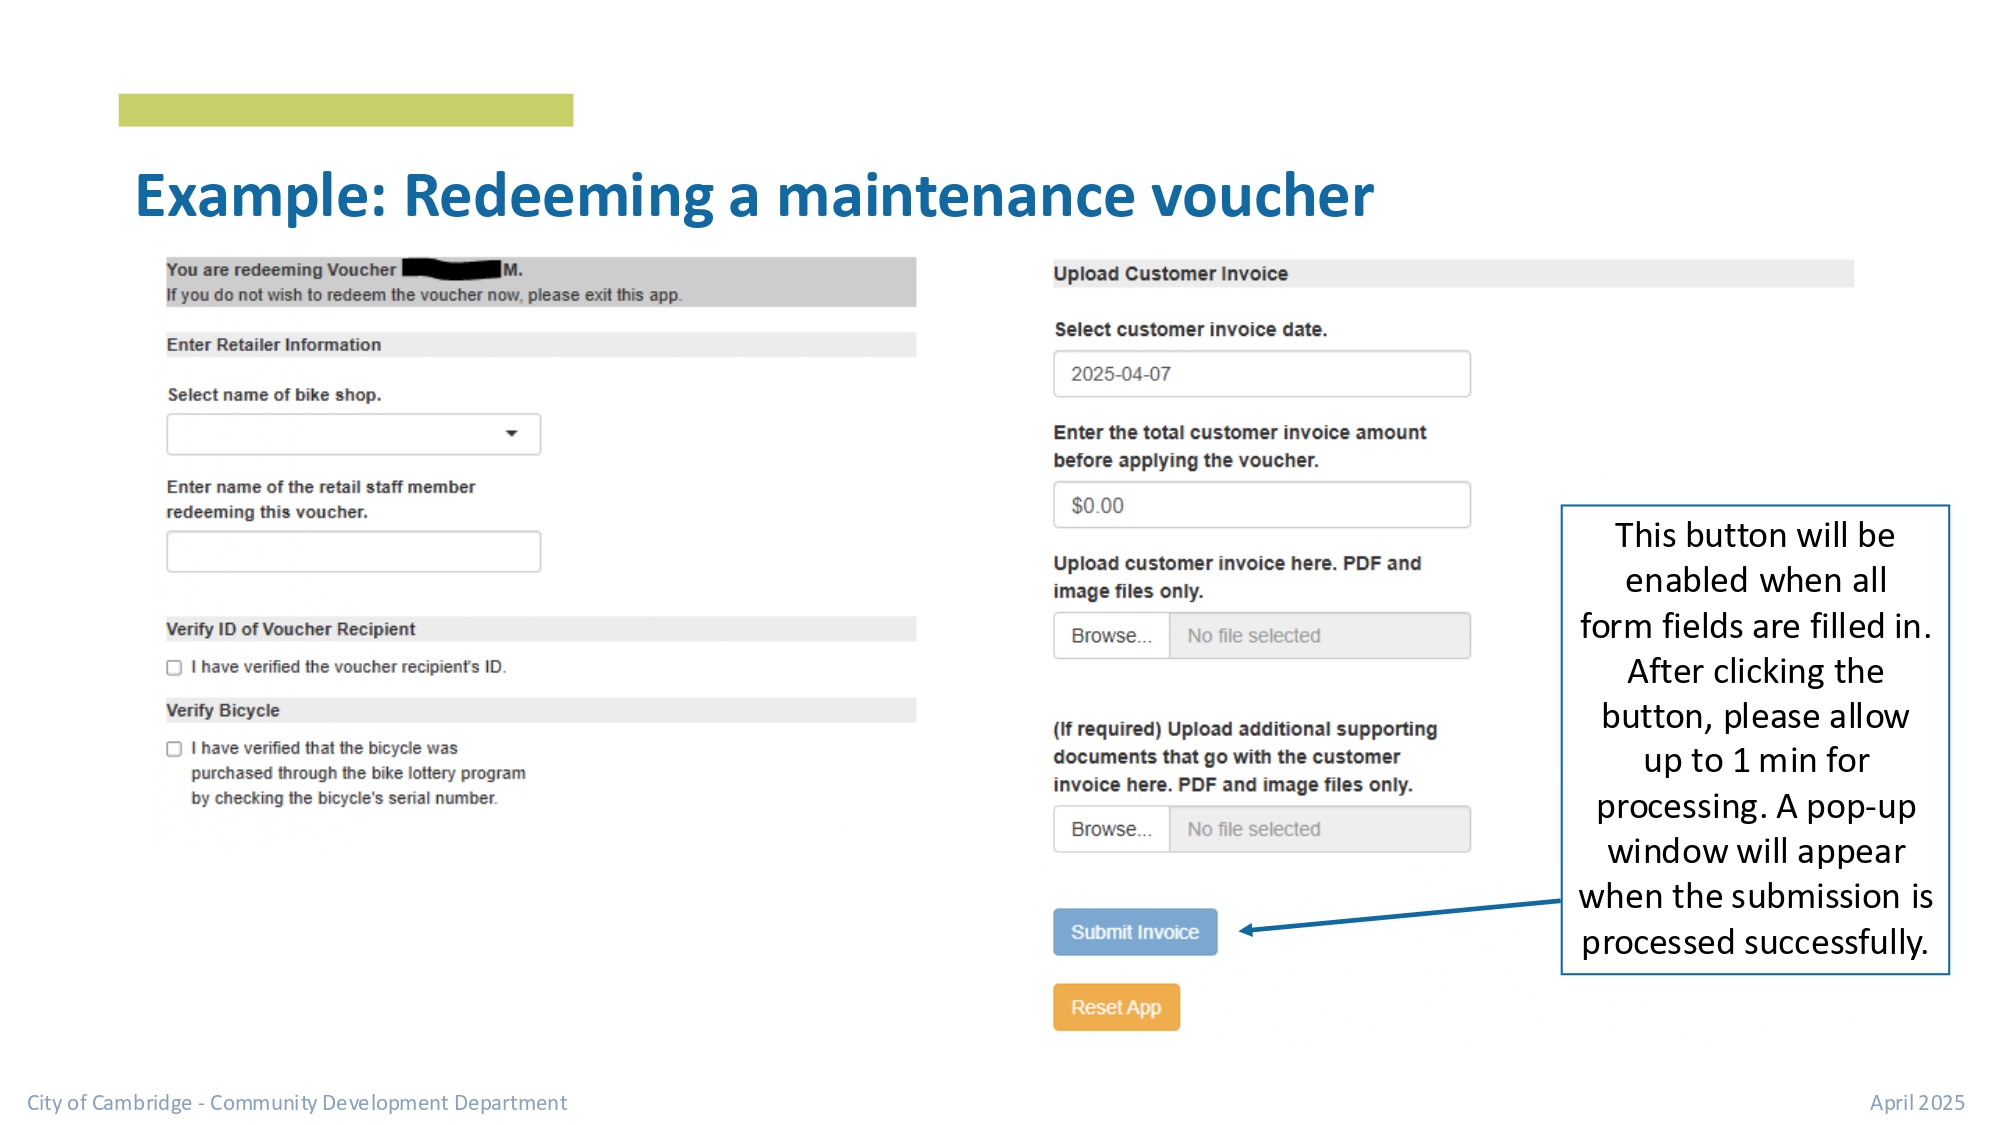 Example: Redeeming a maintenance voucher
You are redeeming Voucher M.
If you do not wish to redeem the voucher now, please exit this app.
Enter Retailer Information
Select name of bike shop.
Enter name of the retail staff member
redeeming this voucher.
Verify ID of Voucher Recipient
I have verified the voucher recipient's ID.
Verify Bicycle
I have verified that the bicycle was
purchased through the bike lottery program
by checking the bicycle's serial number.
Upload Customer Invoice
Select customer invoice date.
2025-04-07
Enter the total customer invoice amount
before applying the voucher.
$0.00
Upload customer invoice here. PDF and
image files only.
Browse... No file selected
(If required) Upload additional supporting
documents that go with the customer
invoice here. PDF and image files only.
Browse... No file selected
Submit Invoice
Reset App
This button will be
enabled when all
form fields are filled in.
After clicking the
button, please allow
up to 1 min for
processing. A pop-up
window will appear
when the submission is
processed successfully.
City of Cambridge - Community Development Department
April 2025